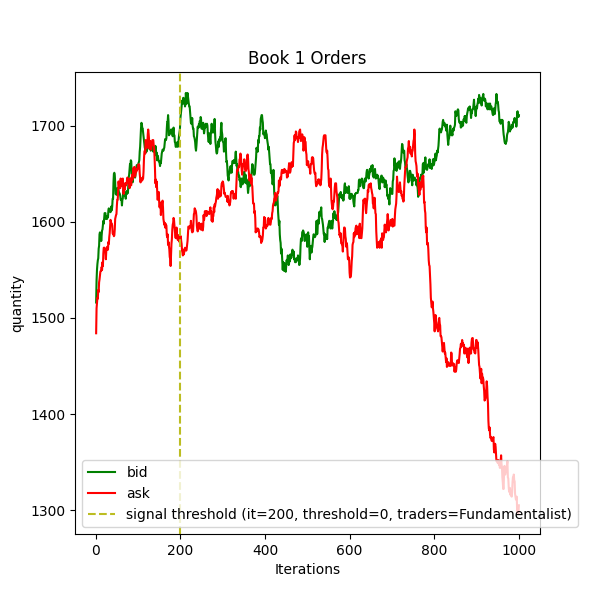 Book 1 Orders
quantity
1700
1600
1500
1400
1300
bid
ask
signal threshold (it=200, threshold=0, traders=Fundamentalist)
0 200 400 600 800 1000
Iterations